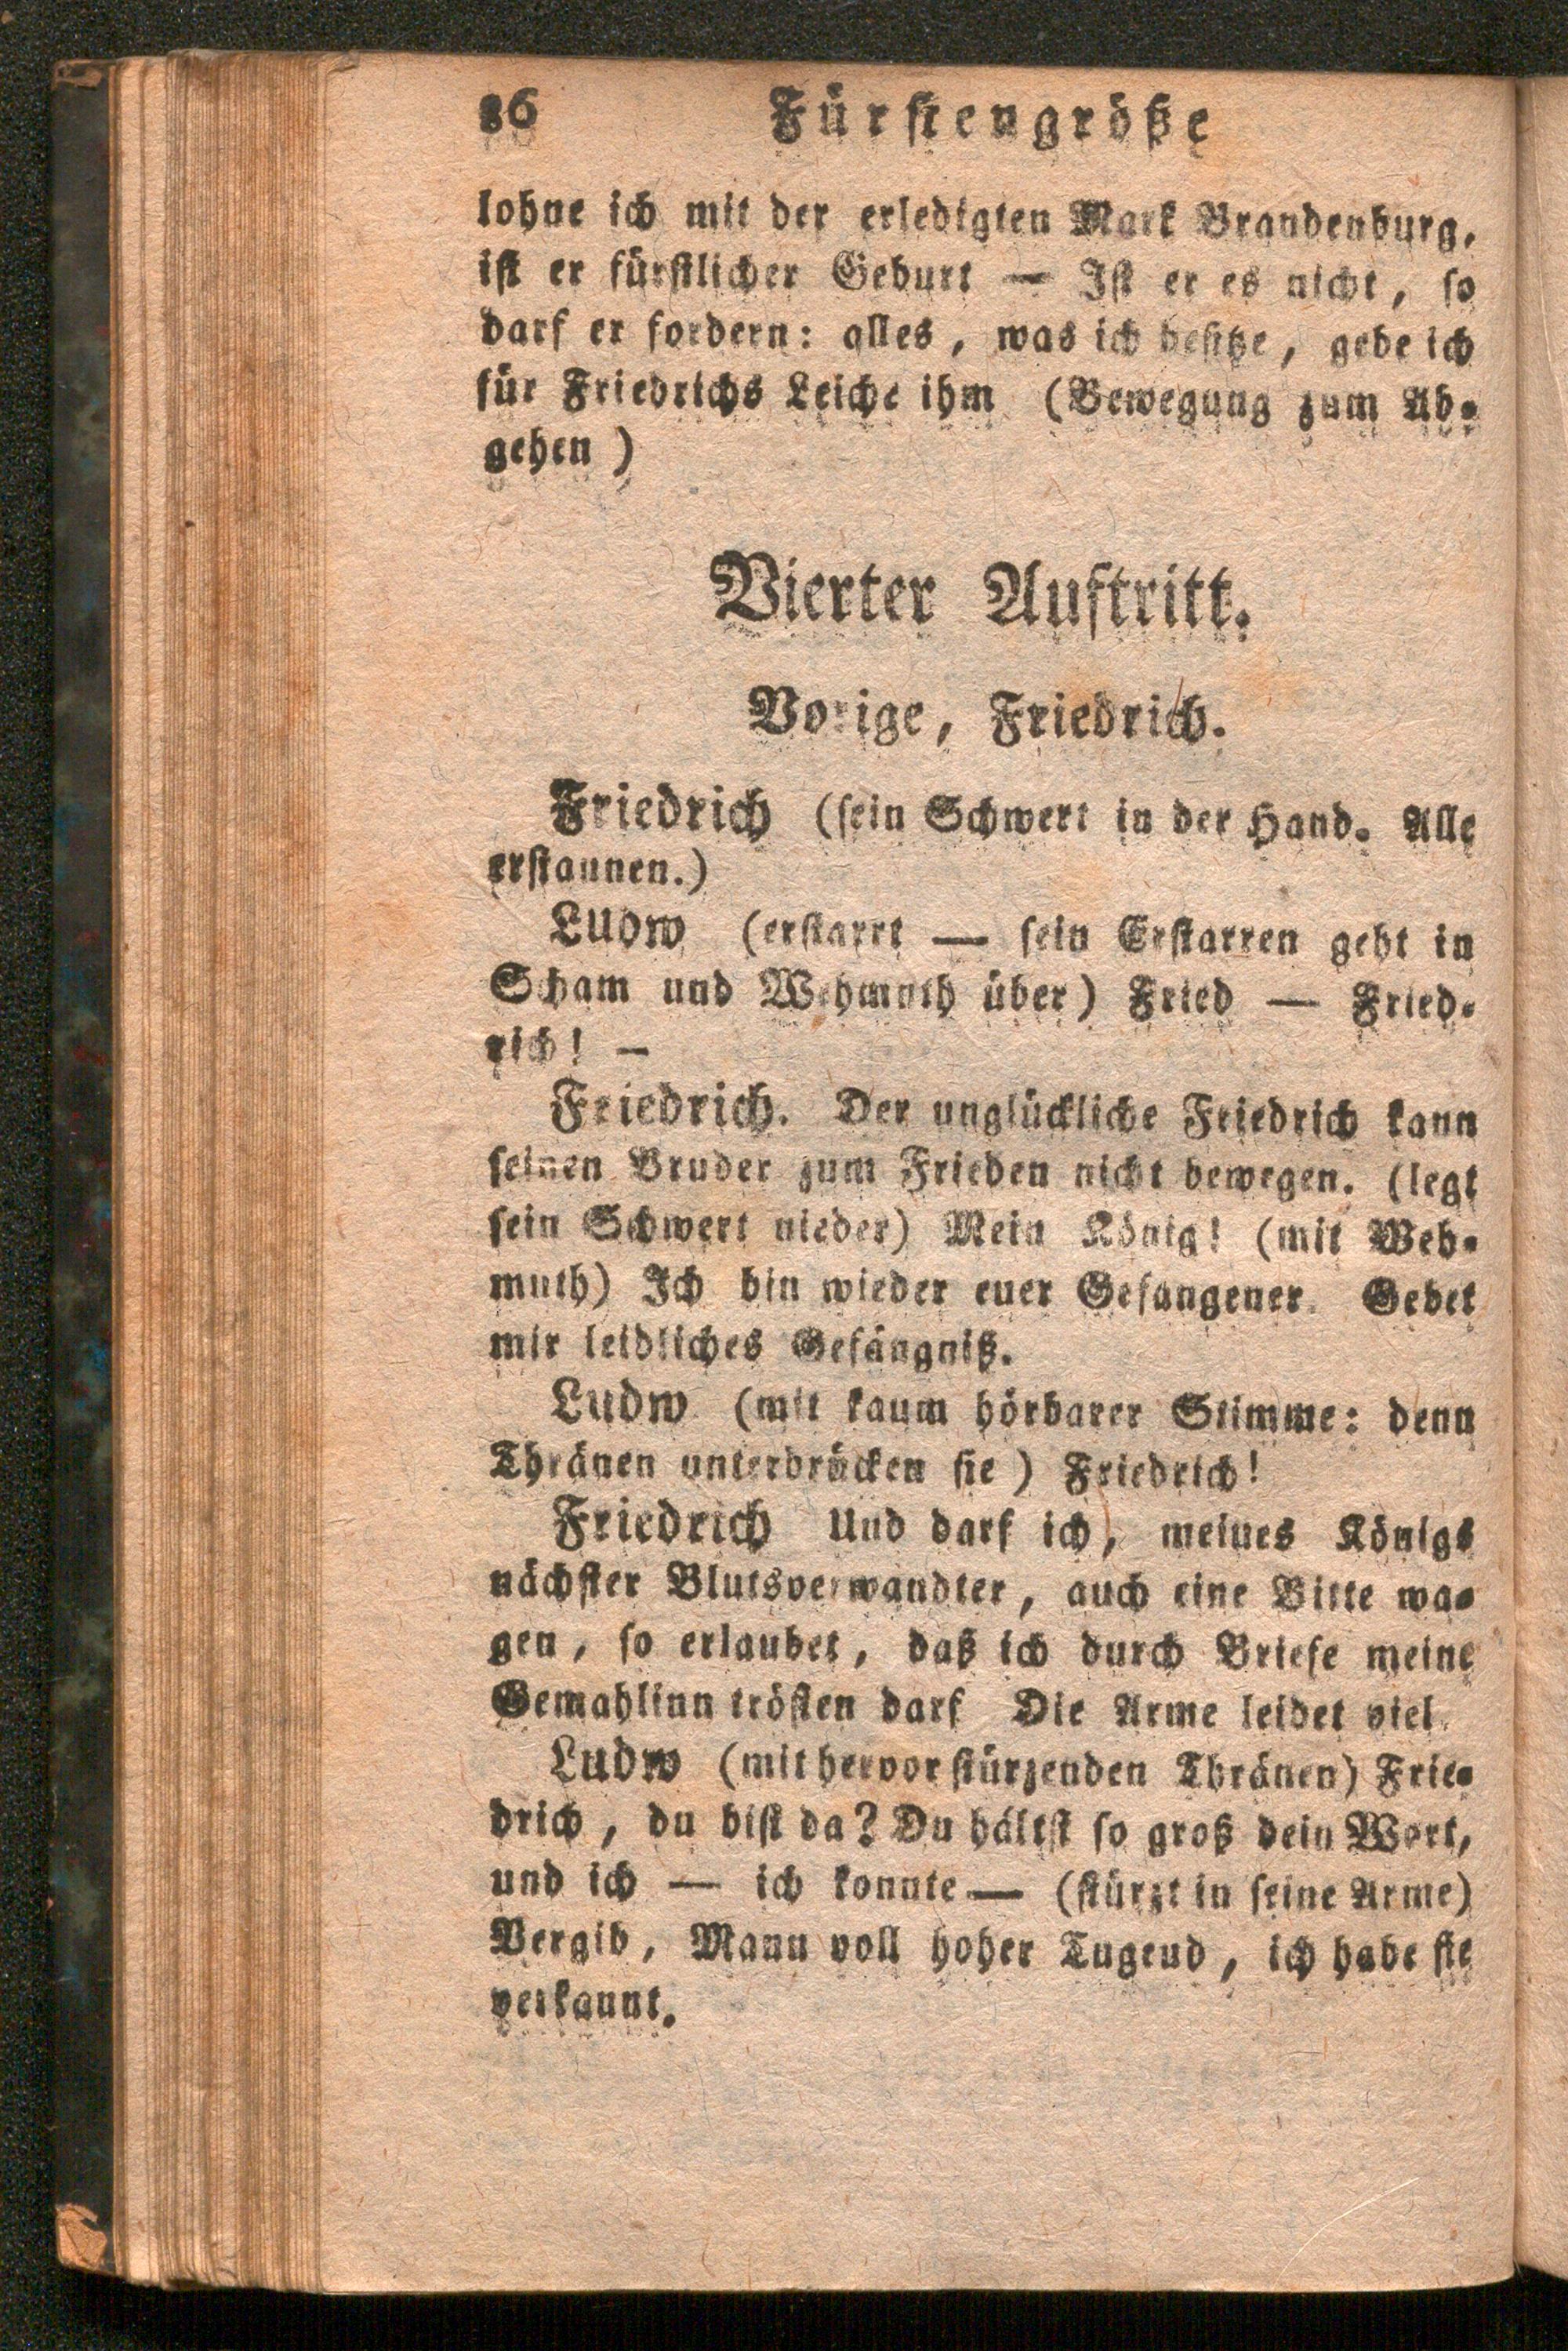 86 Fürstengröße
lohne ich mit der erledigten Mark Brandenburg,
ist er fürstlicher Geburt — Ist er es nicht, so
darf er fordern: alles, was ich besitze, gebe ich
für Friedrichs Leiche ihm (Bewegung zum Ab-
gehen)
Vierter Auftritt.
Vorige, Friedrich.
Friedrich (sein Schwert in der Hand. Alle
erstaunen.)
Ludw (erstarrt — sein Erstarren geht in
Scham und Wehmuth über) Fried — Fried-
rich! —
Friedrich. Der unglückliche Friedrich kann
seinen Bruder zum Frieden nicht bewegen. (legt
sein Schwert nieder) Mein König! (mit Weh-
muth) Ich bin wieder euer Gefangener. Gebet
mir leidliches Gefängniß.
Ludw (mit kaum hörbarer Stimme: denn
Thränen unterdrücken sie) Friedrich!
Friedrich Und darf ich, meines Königs
nächster Blutsverwandter, auch eine Bitte wa-
gen, so erlaubet, daß ich durch Briefe meine
Gemahlinn trösten darf Die Arme leidet viel.
Ludw (mit hervorstürzenden Thränen) Frie-
drich, du bist da? Du hältst so groß dein Wort,
und ich — ich konnte — (stürzt in seine Arme)
Vergib, Mann voll hoher Tugend, ich habe sie
verkannt.